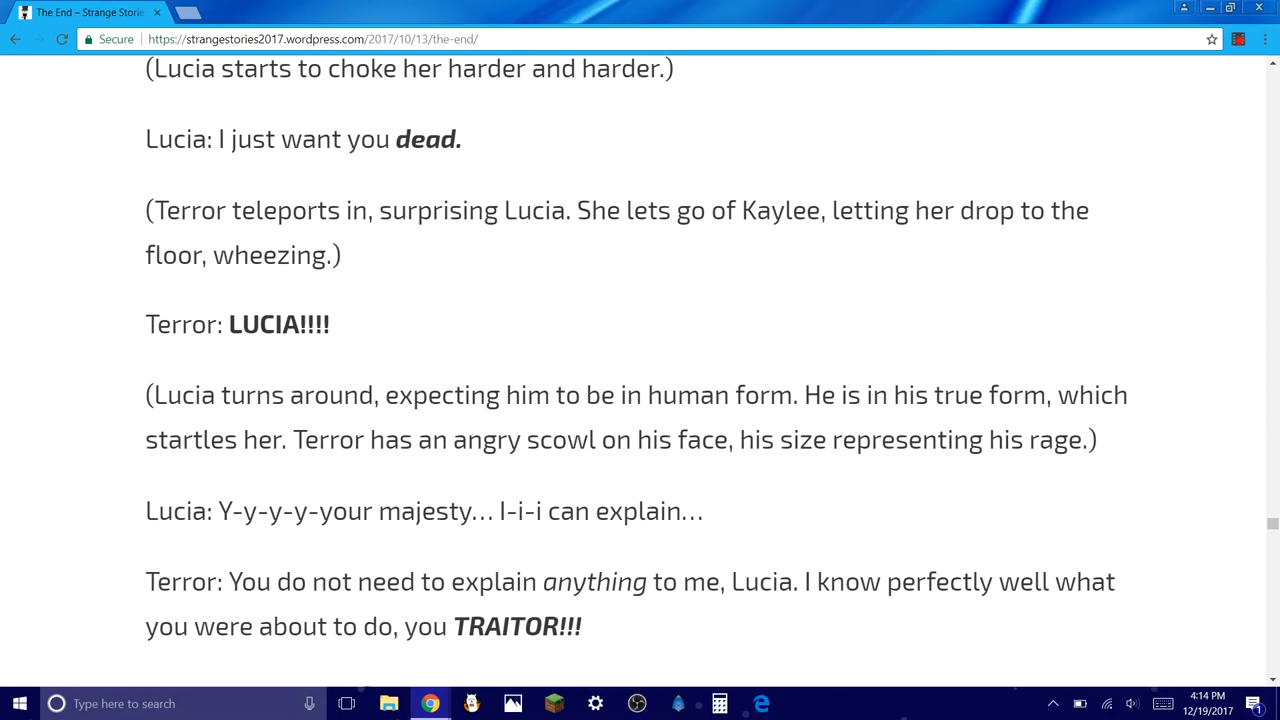 The End – Strange Storie
Secure
https://strangestories2017.wordpress.com/2017/10/13/the-end/
(Lucia starts to choke her harder and harder.)
Lucia: I just want you dead.
(Terror teleports in, surprising Lucia. She lets go of Kaylee, letting her drop to the
floor, wheezing.)
Terror: LUCIA!!!!
(Lucia turns around, expecting him to be in human form. He is in his true form, which
startles her. Terror has an angry scowl on his face, his size representing his rage.)
Lucia: Y-y-y-y-your majesty… I-i-i can explain…
Terror: You do not need to explain anything to me, Lucia. I know perfectly well what
you were about to do, you TRAITOR!!!
Type here to search
4:14 PM
12/19/2017
1